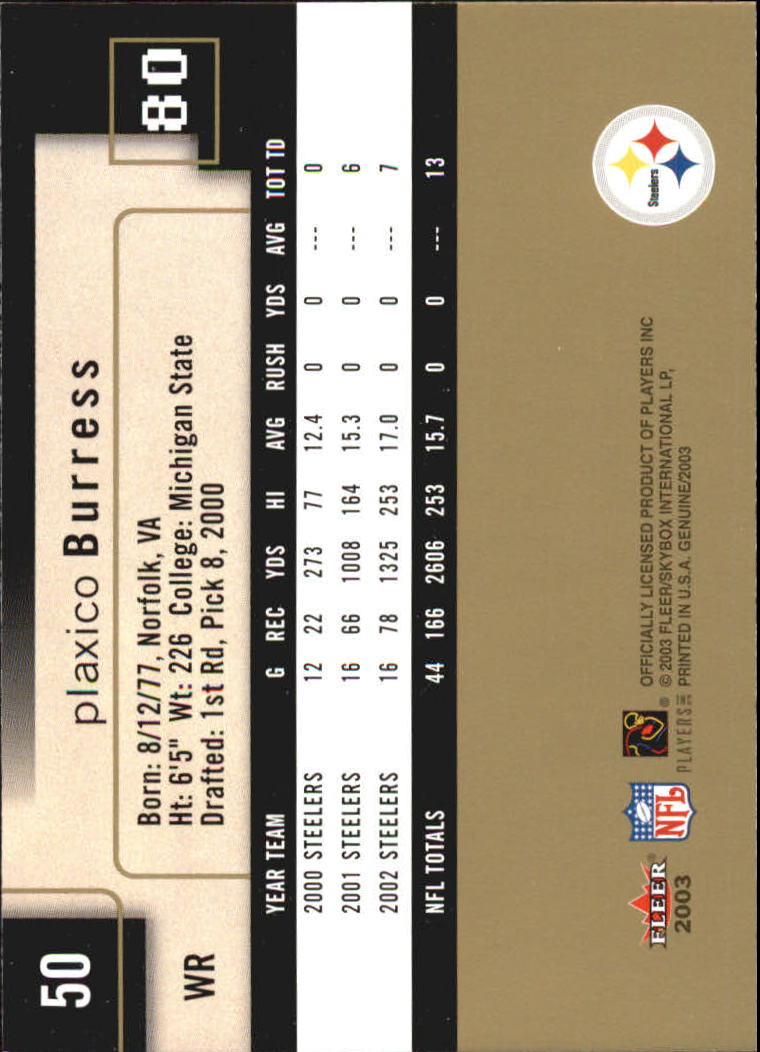 50
plaxico Burress
80
WR
Born: 8/12/77, Norfolk, VA
Ht: 6'5" Wt: 226 College: Michigan State
Drafted: 1st Rd, Pick 8, 2000
YEAR TEAM G REC YDS HI AVG RUSH YDS AVG TOT TD
2000 STEELERS 12 22 273 77 12.4 0 0 --- 0
2001 STEELERS 16 66 1008 164 15.3 0 0 --- 6
2002 STEELERS 16 78 1325 253 17.0 0 0 --- 7
NFL TOTALS 44 166 2606 253 15.7 0 0 --- 13
Steelers
FLEER®
2003
NFL
®
PLAYERS INC
OFFICIALLY LICENSED PRODUCT OF PLAYERS INC
© 2003 FLEER/SKYBOX INTERNATIONAL LP,
PRINTED IN U.S.A. GENUINE/2003